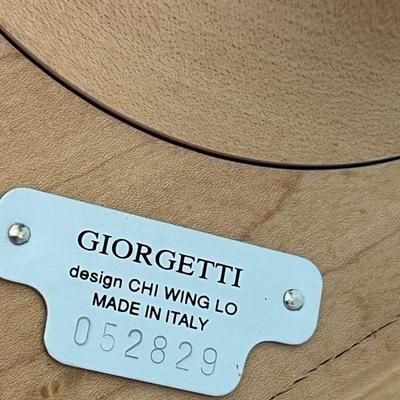 GIORGETTI
design CHI WING LO
MADE IN ITALY
052829